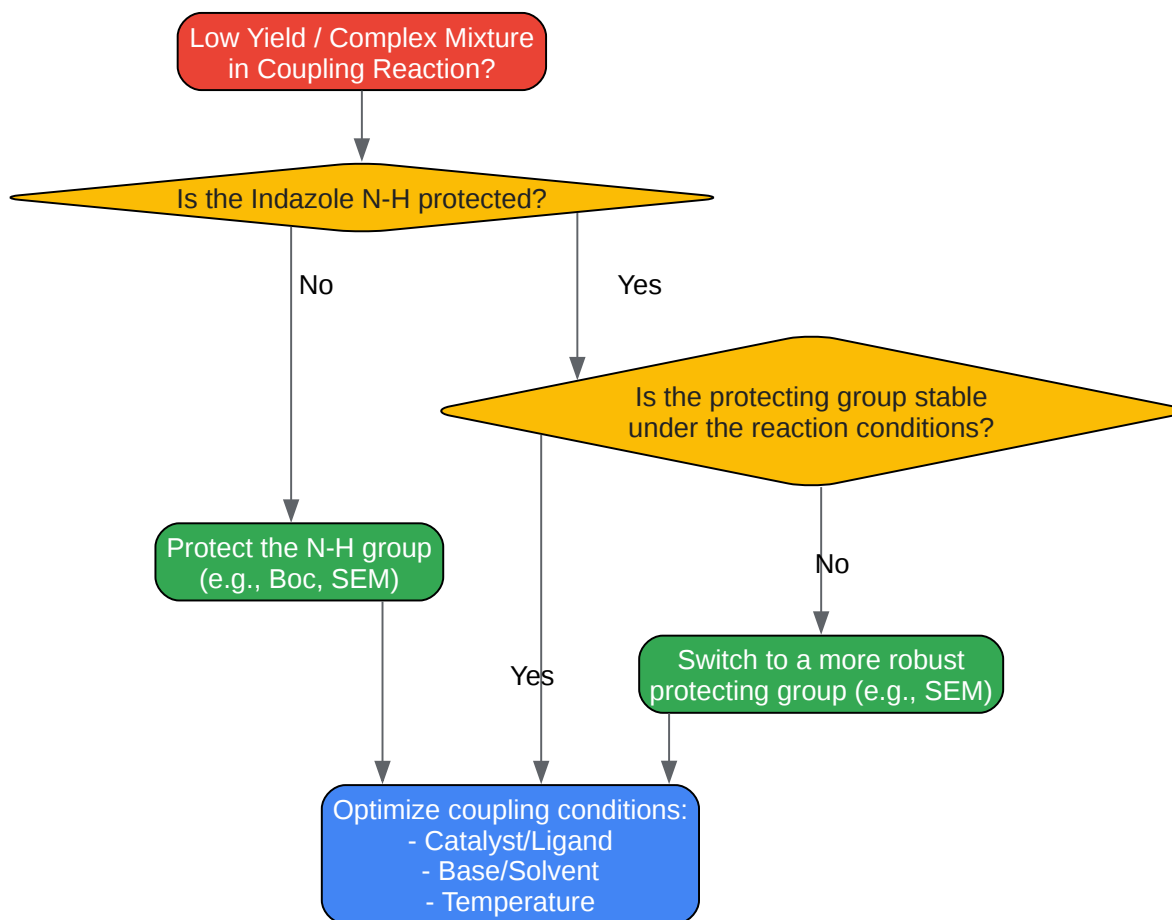 Low Yield / Complex Mixture
in Coupling Reaction?
Is the Indazole N-H protected?
No
Yes
Is the protecting group stable
under the reaction conditions?
Protect the N-H group
(e.g., Boc, SEM)
No
Yes
Switch to a more robust
protecting group (e.g., SEM)
Optimize coupling conditions:
- Catalyst/Ligand
- Base/Solvent
- Temperature